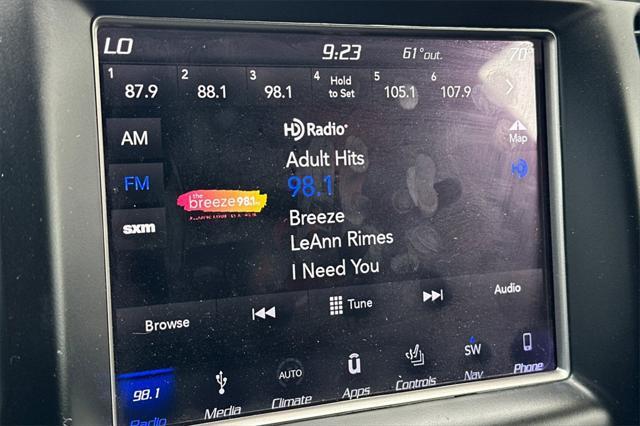 LO 9:23 61°out. 70°
1 87.9 2 88.1 3 98.1 4 Hold to Set 5 105.1 6 107.9
AM
HD Radio
Map
Adult Hits
FM
98.1
the breeze 98.1
Breeze
sxm
LeAnn Rimes
I Need You
Browse Tune Audio
98.1 AUTO SW
Radio Media Climate Apps Controls Nav Phone